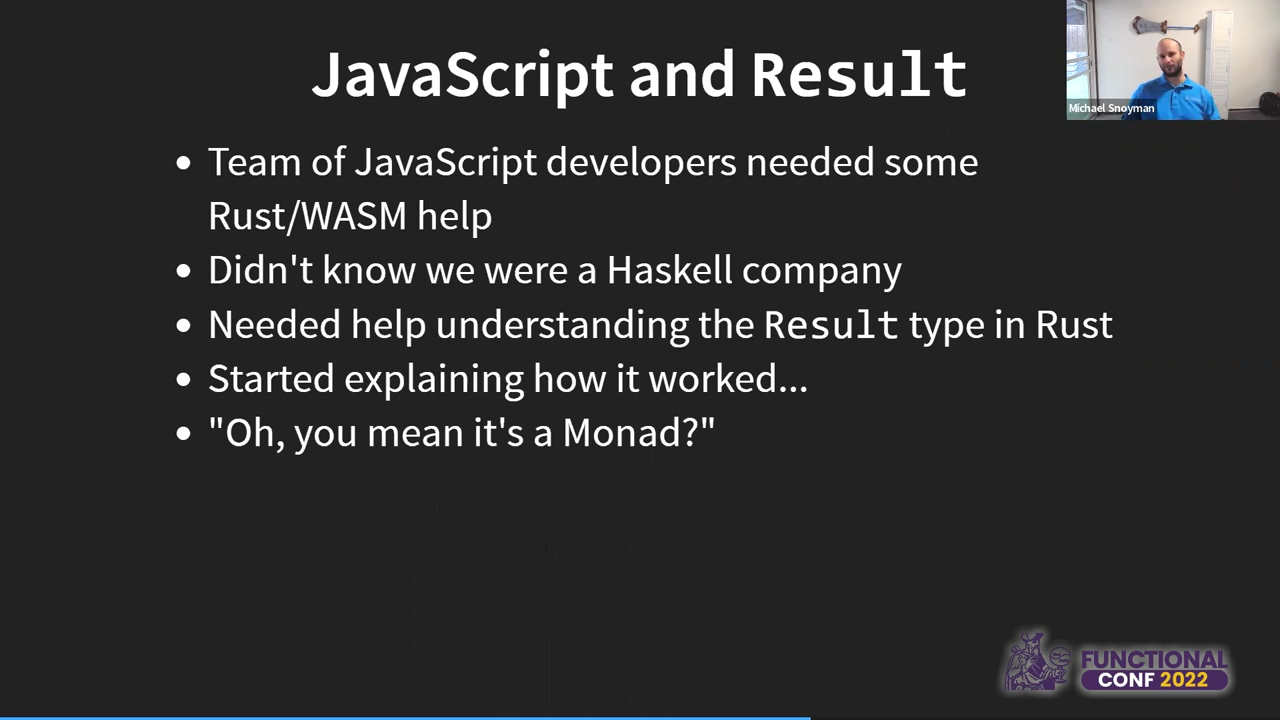 JavaScript and Result
Michael Snoyman
• Team of JavaScript developers needed some
Rust/WASM help
• Didn't know we were a Haskell company
• Needed help understanding the Result type in Rust
• Started explaining how it worked...
• "Oh, you mean it's a Monad?"
FUNCTIONAL
CONF 2022